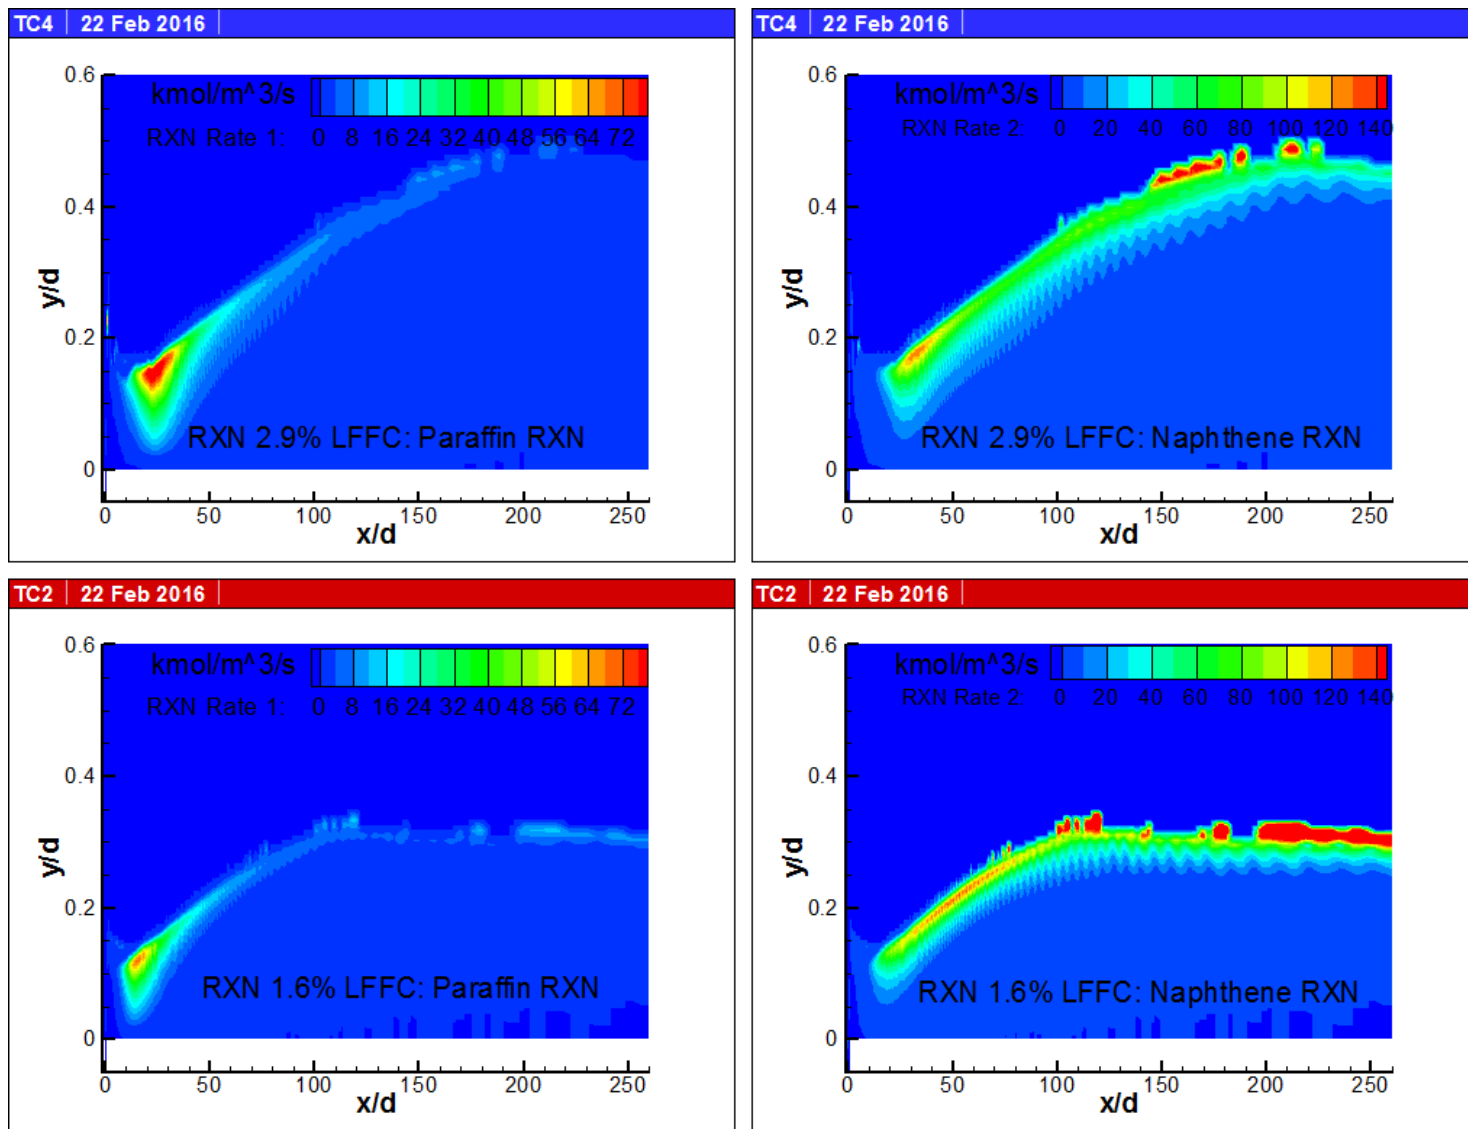 TC4 | 22 Feb 2016
kmol/m^3/s
RXN Rate 1: 0 8 16 24 32 40 48 56 64 72
0.6
0.4
0.2
0
y/d
RXN 2.9% LFFC: Paraffin RXN
0 50 100 150 200 250
x/d
TC4 | 22 Feb 2016
kmol/m^3/s
RXN Rate 2: 0 20 40 60 80 100 120 140
0.6
0.4
0.2
0
y/d
RXN 2.9% LFFC: Naphthene RXN
0 50 100 150 200 250
x/d
TC2 | 22 Feb 2016
kmol/m^3/s
RXN Rate 1: 0 8 16 24 32 40 48 56 64 72
0.6
0.4
0.2
0
y/d
RXN 1.6% LFFC: Paraffin RXN
0 50 100 150 200 250
x/d
TC2 | 22 Feb 2016
kmol/m^3/s
RXN Rate 2: 0 20 40 60 80 100 120 140
0.6
0.4
0.2
0
y/d
RXN 1.6% LFFC: Naphthene RXN
0 50 100 150 200 250
x/d